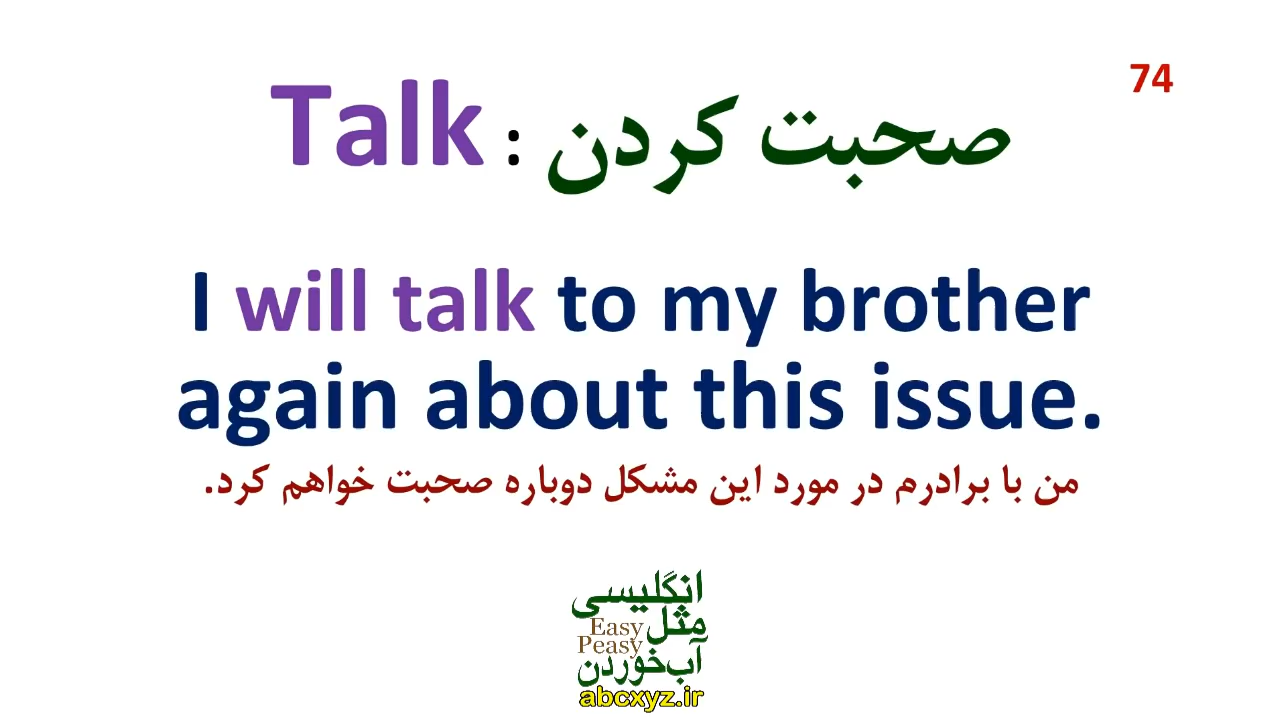 74
Talk : صحبت کردن
I will talk to my brother
again about this issue.
من با برادرم در مورد این مشکل دوباره صحبت خواهم کرد.
انگلیسی
مثل Easy
Peasy
آب‌خوردن
abcxyz.ir